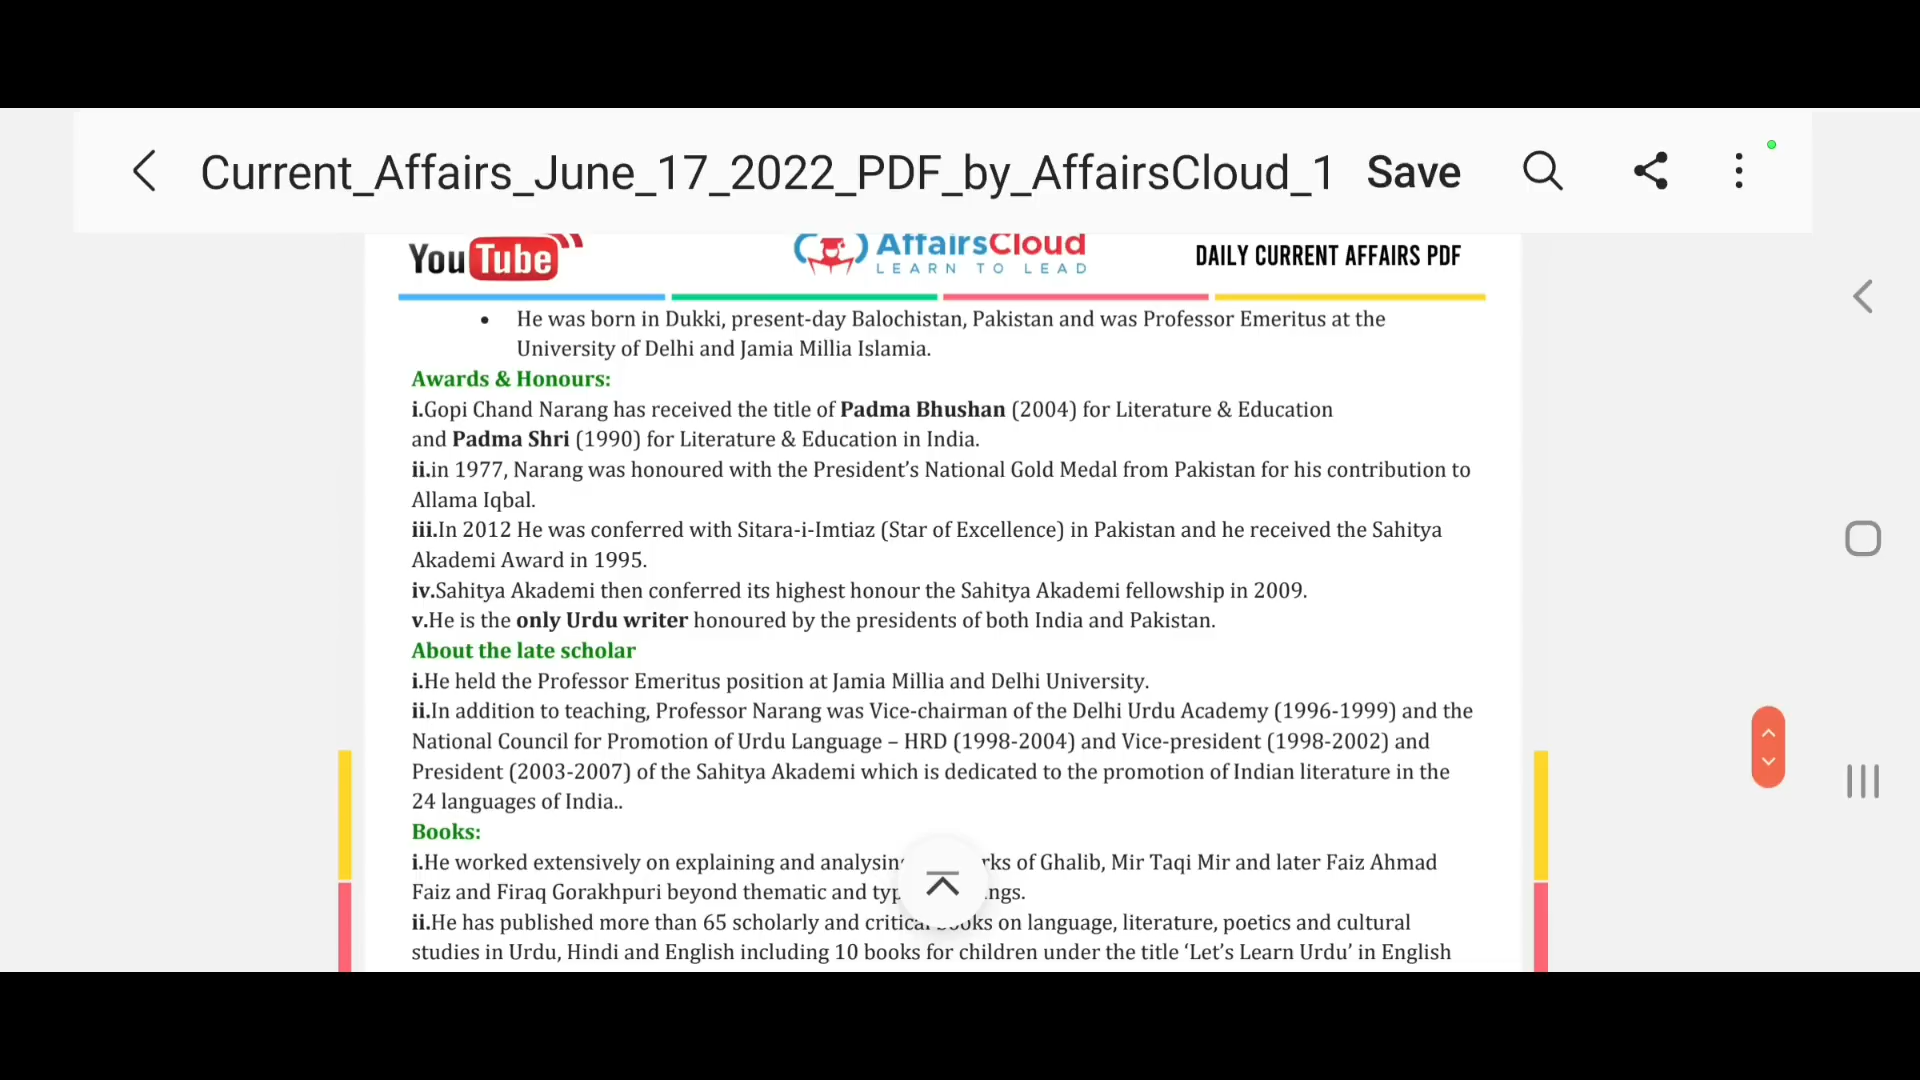 Current_Affairs_June_17_2022_PDF_by_AffairsCloud_1 Save
YouTube AffairsCloud DAILY CURRENT AFFAIRS PDF
LEARN TO LEAD
• He was born in Dukki, present-day Balochistan, Pakistan and was Professor Emeritus at the
University of Delhi and Jamia Millia Islamia.
Awards & Honours:
i.Gopi Chand Narang has received the title of Padma Bhushan (2004) for Literature & Education
and Padma Shri (1990) for Literature & Education in India.
ii.in 1977, Narang was honoured with the President’s National Gold Medal from Pakistan for his contribution to
Allama Iqbal.
iii.In 2012 He was conferred with Sitara-i-Imtiaz (Star of Excellence) in Pakistan and he received the Sahitya
Akademi Award in 1995.
iv.Sahitya Akademi then conferred its highest honour the Sahitya Akademi fellowship in 2009.
v.He is the only Urdu writer honoured by the presidents of both India and Pakistan.
About the late scholar
i.He held the Professor Emeritus position at Jamia Millia and Delhi University.
ii.In addition to teaching, Professor Narang was Vice-chairman of the Delhi Urdu Academy (1996-1999) and the
National Council for Promotion of Urdu Language – HRD (1998-2004) and Vice-president (1998-2002) and
President (2003-2007) of the Sahitya Akademi which is dedicated to the promotion of Indian literature in the
24 languages of India..
Books:
i.He worked extensively on explaining and analysing of Ghalib, Mir Taqi Mir and later Faiz Ahmad
Faiz and Firaq Gorakhpuri beyond thematic and
ii.He has published more than 65 scholarly and critical books on language, literature, poetics and cultural
studies in Urdu, Hindi and English including 10 books for children under the title ‘Let’s Learn Urdu’ in English